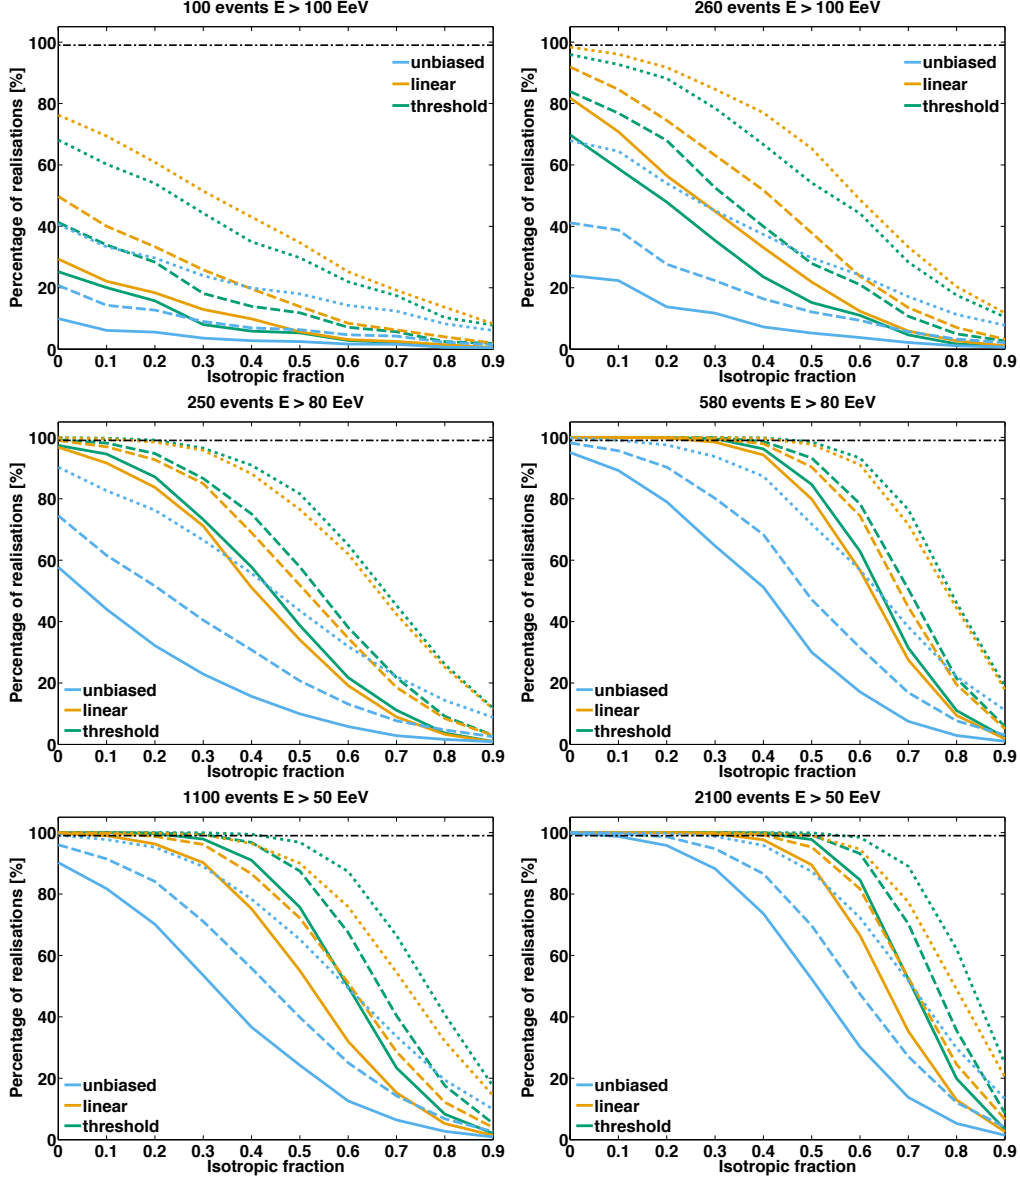 100 events E > 100 EeV
Percentage of realisations [%]
100
80
60
40
20
0
unbiased
linear
threshold
0 0.1 0.2 0.3 0.4 0.5 0.6 0.7 0.8 0.9
Isotropic fraction
260 events E > 100 EeV
Percentage of realisations [%]
100
80
60
40
20
0
unbiased
linear
threshold
0 0.1 0.2 0.3 0.4 0.5 0.6 0.7 0.8 0.9
Isotropic fraction
250 events E > 80 EeV
Percentage of realisations [%]
100
80
60
40
20
0
unbiased
linear
threshold
0 0.1 0.2 0.3 0.4 0.5 0.6 0.7 0.8 0.9
Isotropic fraction
580 events E > 80 EeV
Percentage of realisations [%]
100
80
60
40
20
0
unbiased
linear
threshold
0 0.1 0.2 0.3 0.4 0.5 0.6 0.7 0.8 0.9
Isotropic fraction
1100 events E > 50 EeV
Percentage of realisations [%]
100
80
60
40
20
0
unbiased
linear
threshold
0 0.1 0.2 0.3 0.4 0.5 0.6 0.7 0.8 0.9
Isotropic fraction
2100 events E > 50 EeV
Percentage of realisations [%]
100
80
60
40
20
0
unbiased
linear
threshold
0 0.1 0.2 0.3 0.4 0.5 0.6 0.7 0.8 0.9
Isotropic fraction